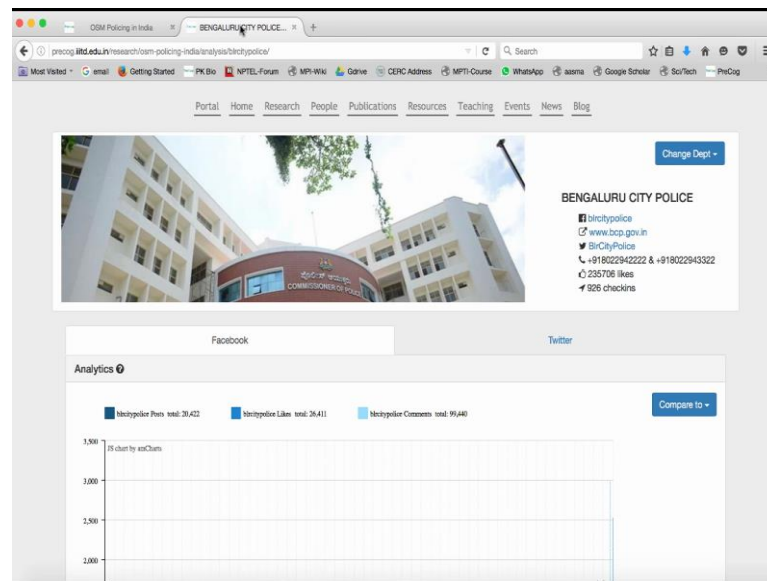 OSM Policing in India
BENGALURU CITY POLICE...
precog.iiitd.edu.in/research/osm-policing-india/analysis/blrcitypolice/
Search
Most Visited
email
Getting Started
PK Bio
NPTEL-Forum
MPI-Wiki
Gdrive
CERC Address
MPTI-Course
WhatsApp
aasma
Google Scholar
Sci/Tech
PreCog
Portal Home Research People Publications Resources Teaching Events News Blog
Change Dept
COMMISSIONER OF POLICE
BENGALURU CITY POLICE
blrcitypolice
www.bcp.gov.in
BlrCityPolice
+918022942222 & +918022943322
235706 likes
926 checkins
Facebook
Twitter
Analytics
blrcitypolice Posts total: 20,422
blrcitypolice Likes total: 26,411
blrcitypolice Comments total: 99,440
Compare to
3,500
JS chart by amCharts
3,000
2,500
2,000